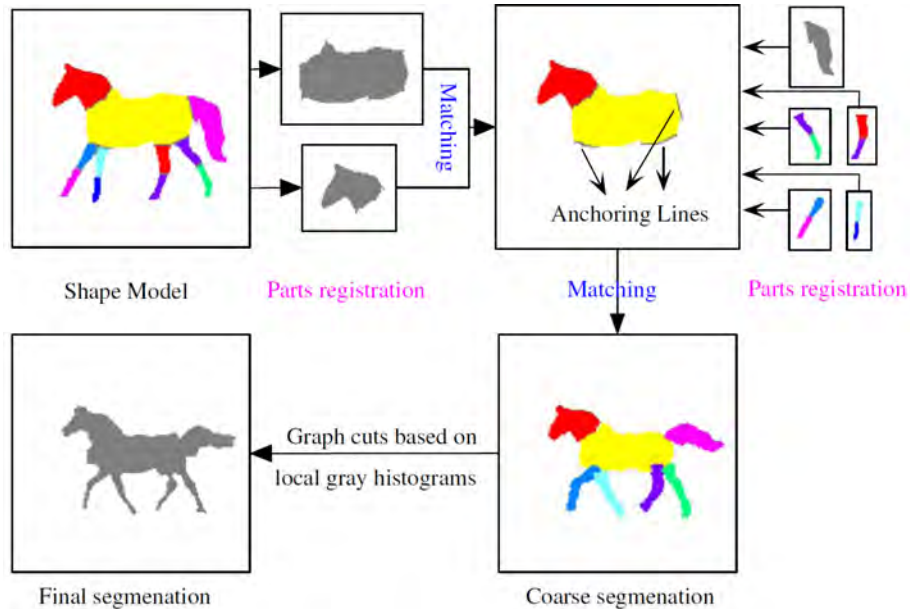 Matching
Anchoring Lines
Shape Model
Parts registration
Matching
Parts registration
Graph cuts based on
local gray histograms
Final segmenation
Coarse segmenation